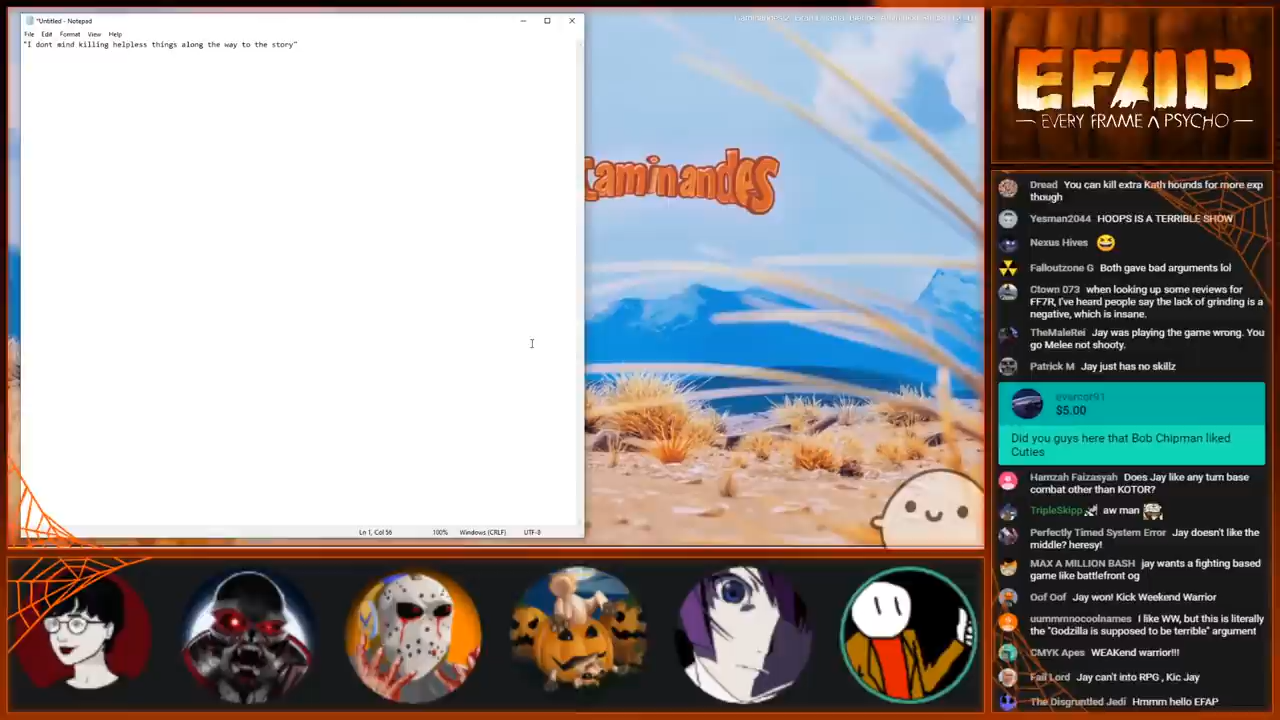 *Untitled - Notepad
File Edit Format View Help
"I dont mind killing helpless things along the way to the story"
Caminandes
Ln 1, Col 56 100% Windows (CRLF) UTF-8
EFAP
EVERY FRAME A PSYCHO
Dread You can kill extra Kath hounds for more exp
though
Yesman2044 HOOPS IS A TERRIBLE SHOW
Nexus Hives
Falloutzone G Both gave bad arguments lol
Ctown 073 when looking up some reviews for
FF7R, I've heard people say the lack of grinding is a
negative, which is insane.
TheMaleRei Jay was playing the game wrong. You
go Melee not shooty.
Patrick M Jay just has no skillz
$5.00
Did you guys here that Bob Chipman liked
Cuties
Hamzah Faizasyah Does Jay like any turn base
combat other than KOTOR?
TripleSkipp aw man
Perfectly Timed System Error Jay doesn't like the
middle? heresy!
MAX A MILLION BASH jay wants a fighting based
game like battlefront og
Oof Oof Jay won! Kick Weekend Warrior
uummmnocoolnames I like WW, but this is literally
the "Godzilla is supposed to be terrible" argument
CMYK Apes WEAKend warrior!!!
Fail Lord Jay can't into RPG , Kic Jay
The Disgruntled Jedi Hmmm hello EFAP